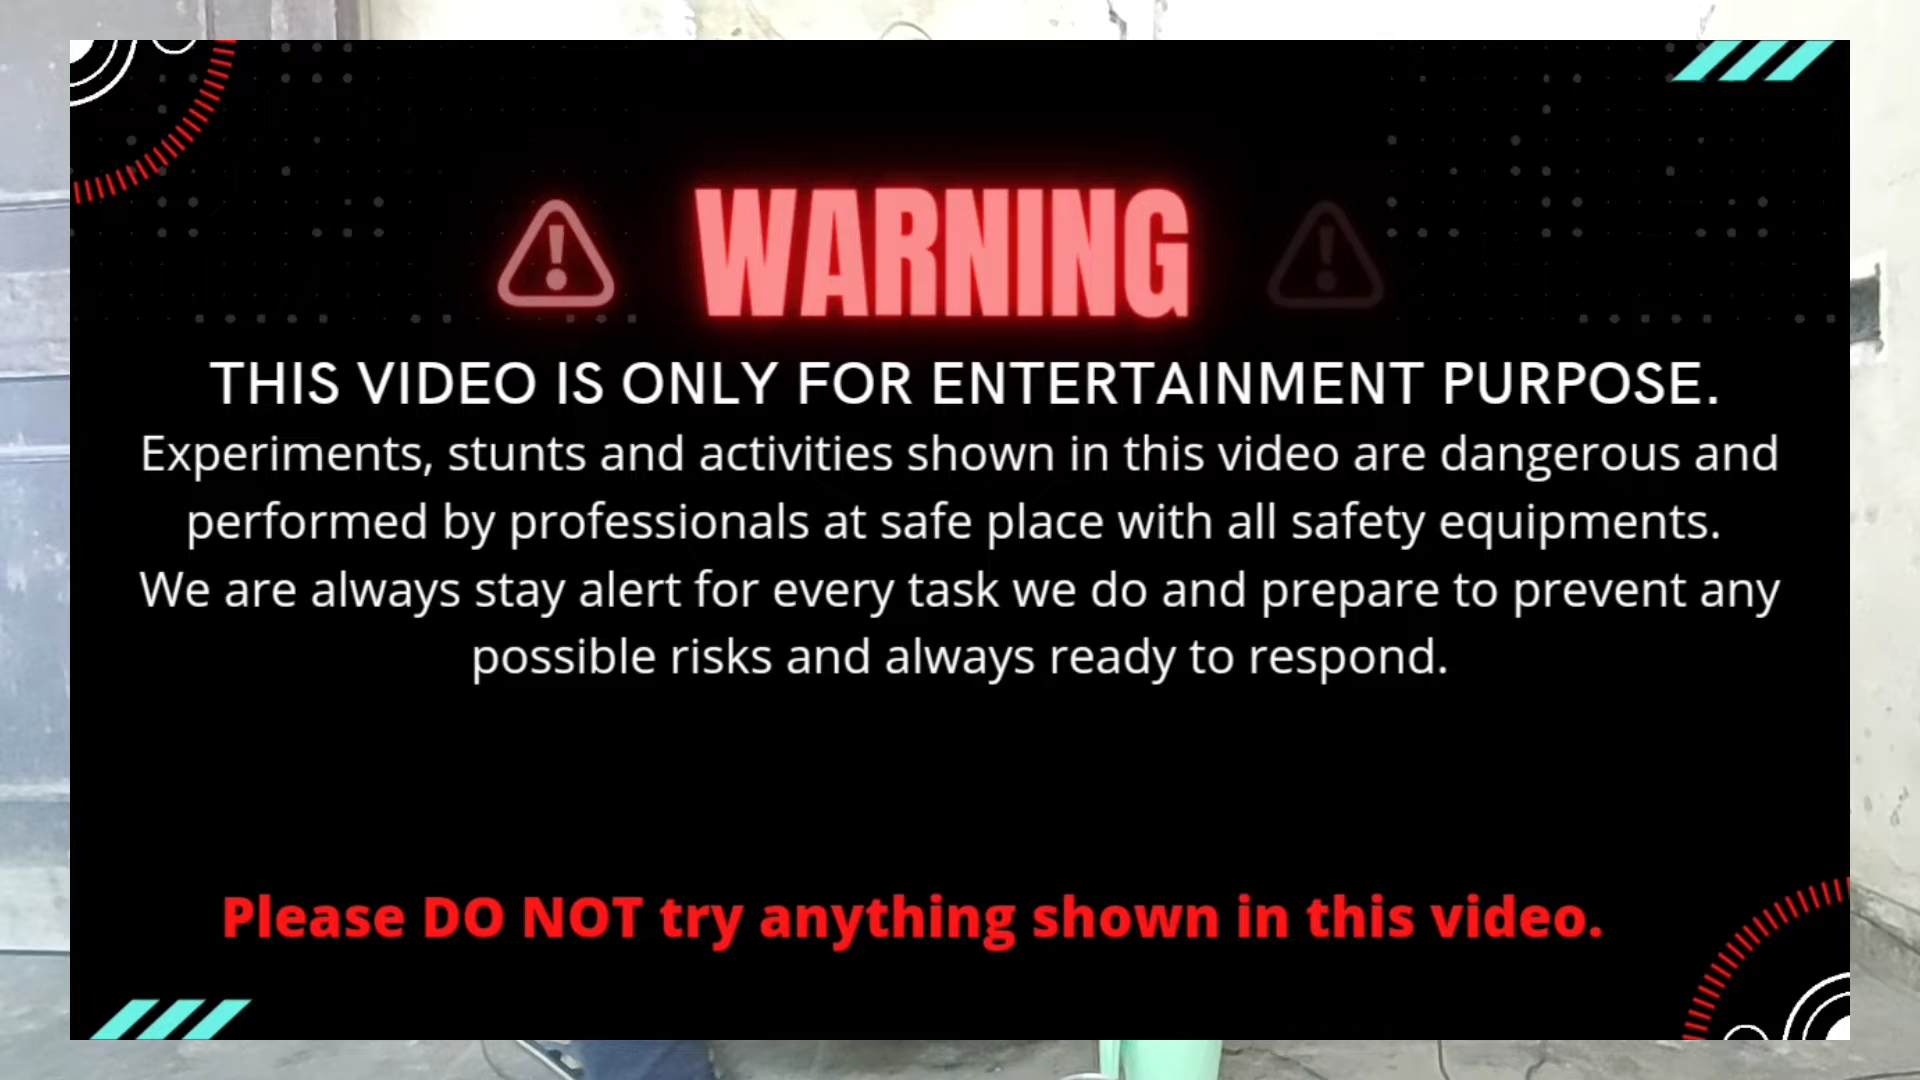 WARNING
THIS VIDEO IS ONLY FOR ENTERTAINMENT PURPOSE.
Experiments, stunts and activities shown in this video are dangerous and
performed by professionals at safe place with all safety equipments.
We are always stay alert for every task we do and prepare to prevent any
possible risks and always ready to respond.
Please DO NOT try anything shown in this video.